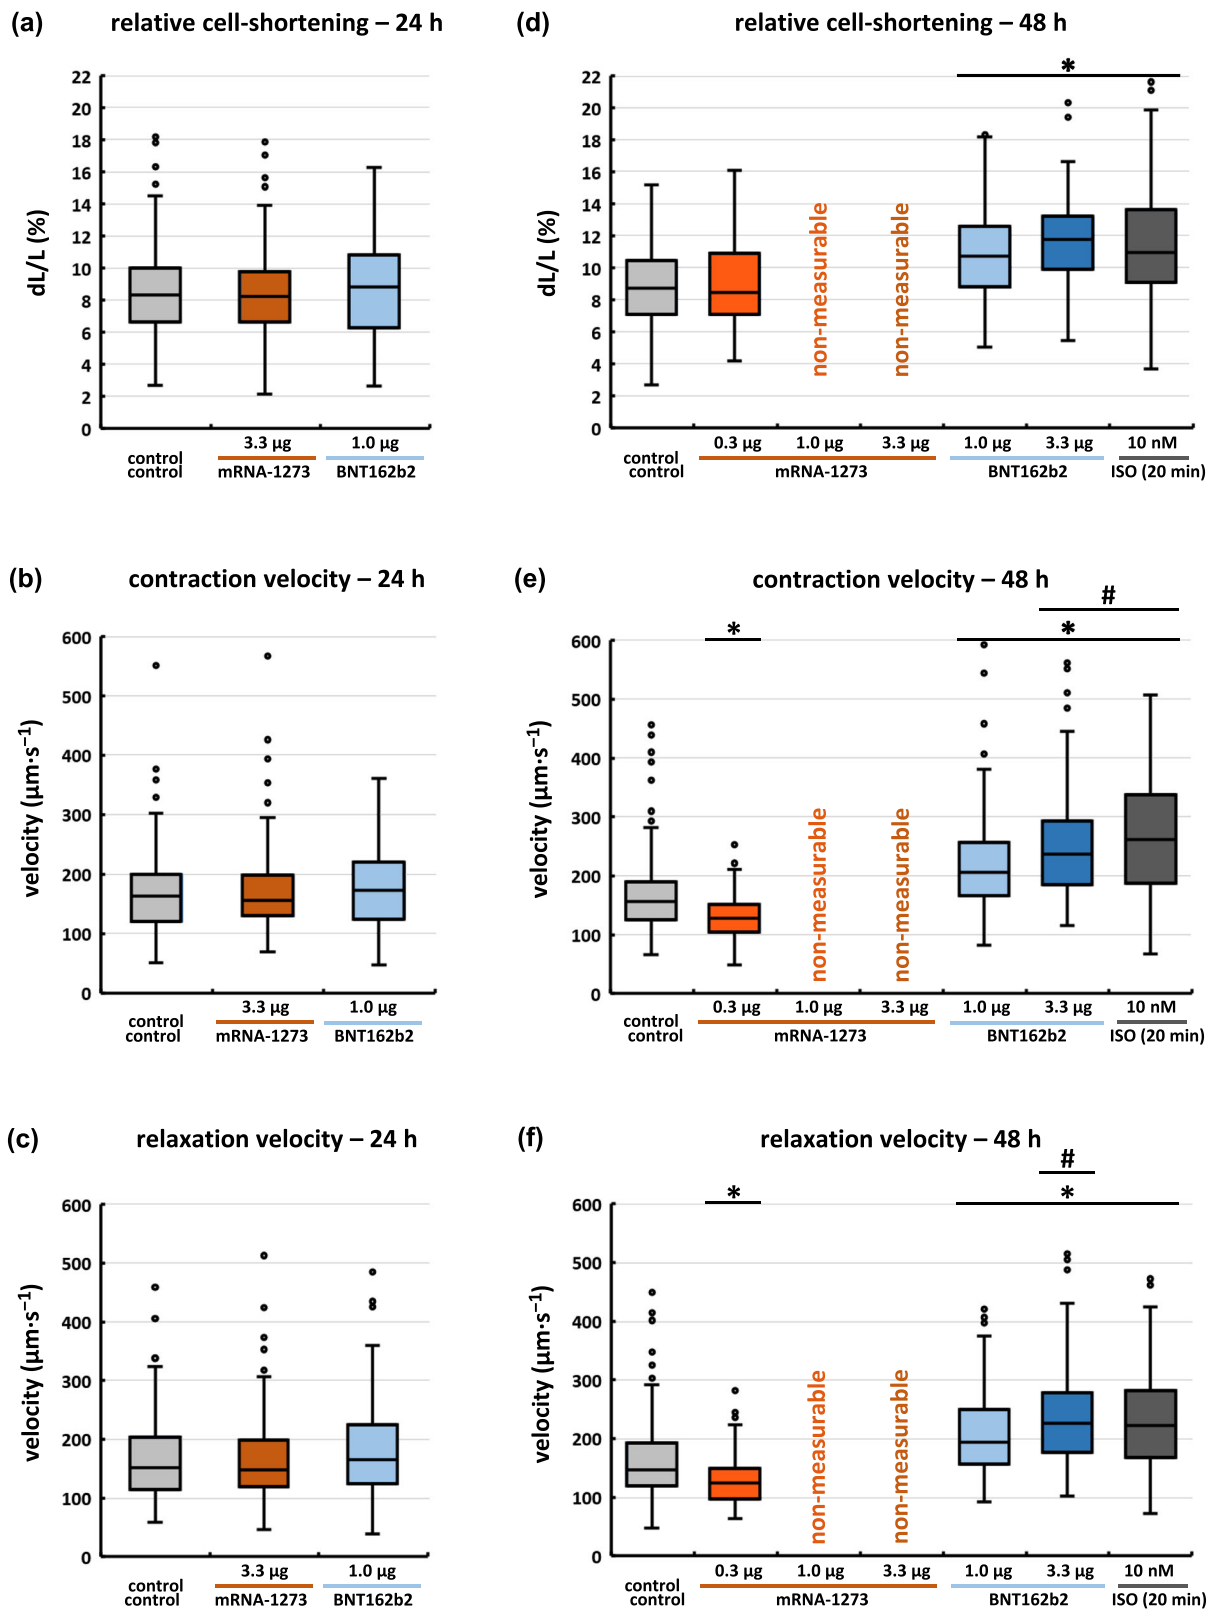 (a) relative cell-shortening – 24 h
22
20
18
16
14
12
10
8
6
4
2
0
dL/L (%)
3.3 µg 1.0 µg
control
control mRNA-1273 BNT162b2
(d) relative cell-shortening – 48 h
*
22
20
18
16
14
12
10
8
6
4
2
0
dL/L (%)
non-measurable
non-measurable
0.3 µg 1.0 µg 3.3 µg 1.0 µg 3.3 µg 10 nM
control
control mRNA-1273 BNT162b2 ISO (20 min)
(b) contraction velocity – 24 h
600
500
400
300
200
100
0
velocity (µm·s⁻¹)
3.3 µg 1.0 µg
control
control mRNA-1273 BNT162b2
(e) contraction velocity – 48 h
#
* *
600
500
400
300
200
100
0
velocity (µm·s⁻¹)
non-measurable
non-measurable
0.3 µg 1.0 µg 3.3 µg 1.0 µg 3.3 µg 10 nM
control
control mRNA-1273 BNT162b2 ISO (20 min)
(c) relaxation velocity – 24 h
600
500
400
300
200
100
0
velocity (µm·s⁻¹)
3.3 µg 1.0 µg
control
control mRNA-1273 BNT162b2
(f) relaxation velocity – 48 h
#
* *
600
500
400
300
200
100
0
velocity (µm·s⁻¹)
non-measurable
non-measurable
0.3 µg 1.0 µg 3.3 µg 1.0 µg 3.3 µg 10 nM
control
control mRNA-1273 BNT162b2 ISO (20 min)